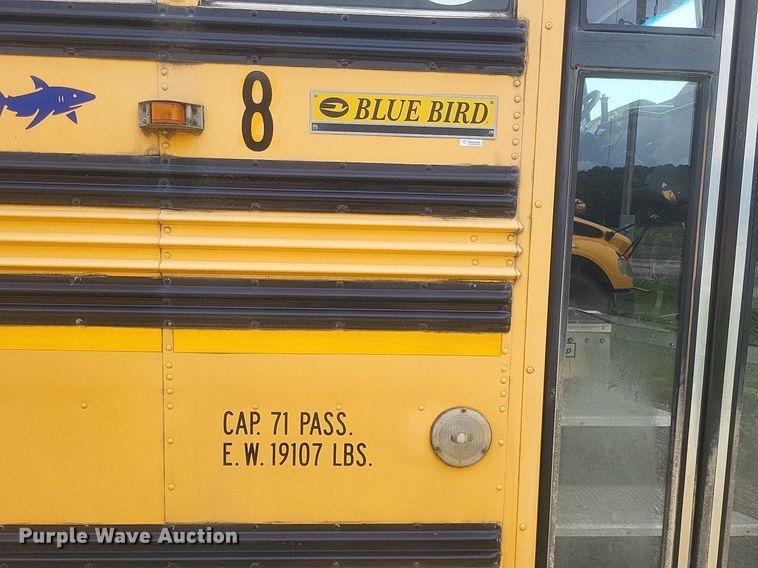 8
BLUE BIRD
CAP. 71 PASS.
E.W. 19107 LBS.
Purple Wave Auction